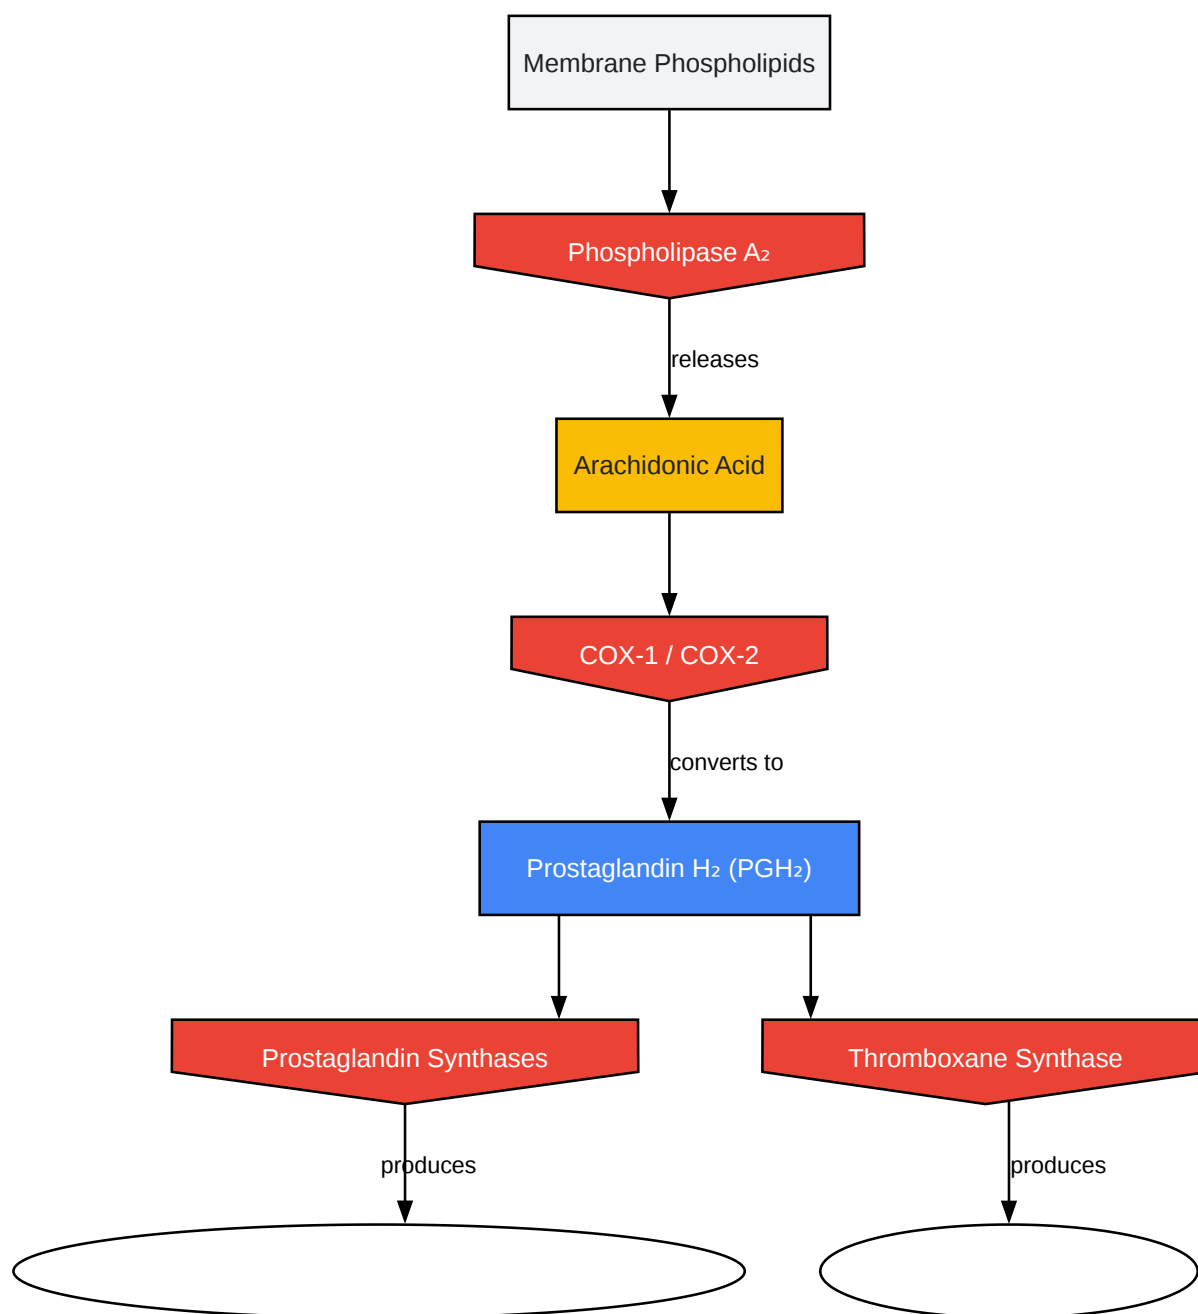 Membrane Phospholipids
Phospholipase A₂
releases
Arachidonic Acid
COX-1 / COX-2
converts to
Prostaglandin H₂ (PGH₂)
Prostaglandin Synthases
Thromboxane Synthase
produces
produces